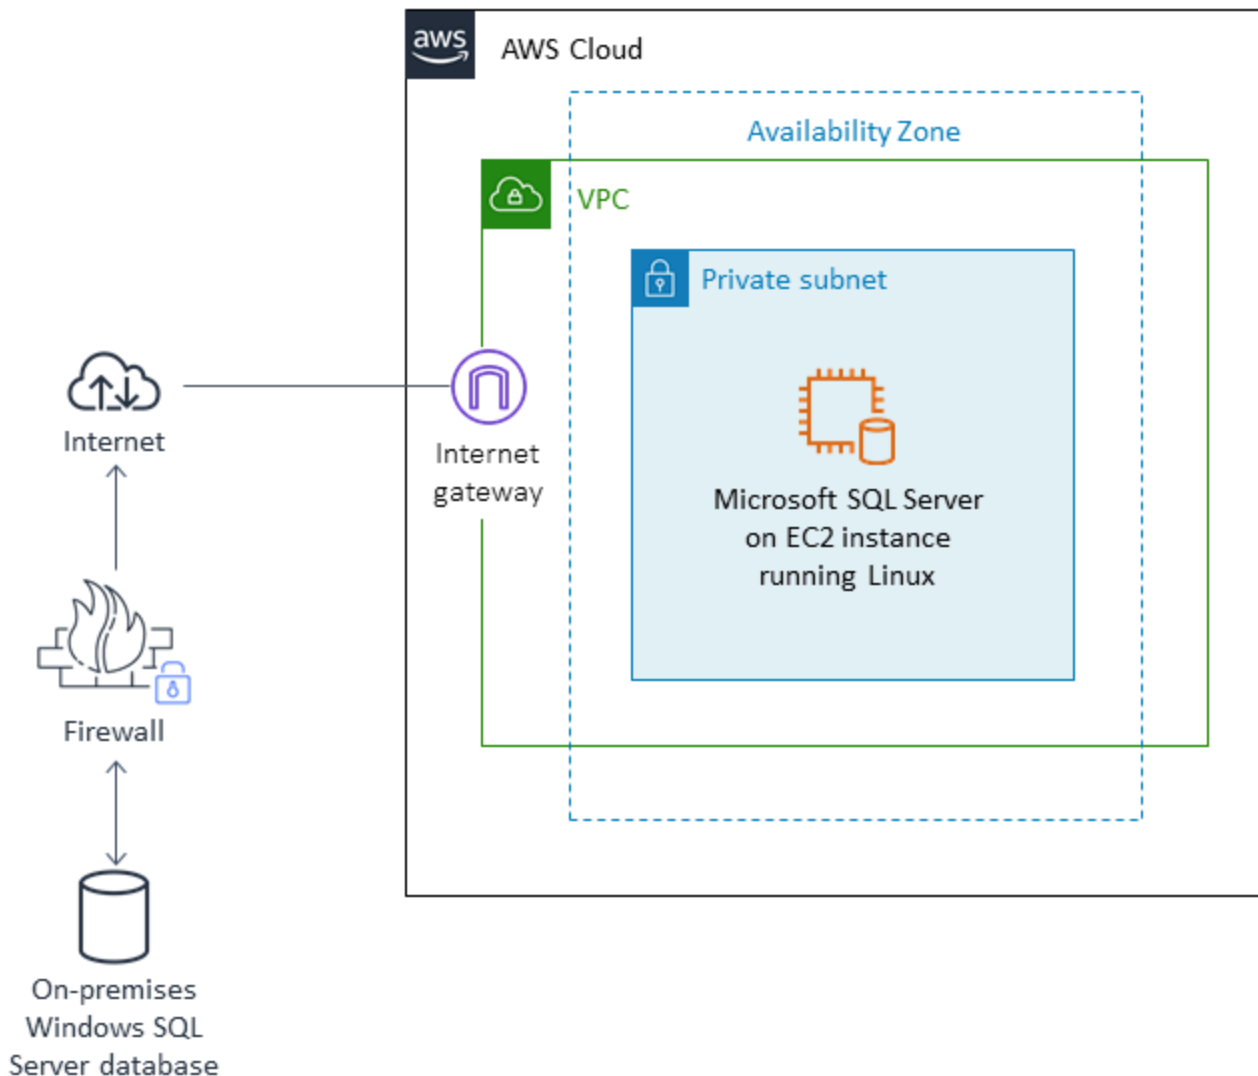 aws
AWS Cloud
Availability Zone
VPC
Private subnet
Internet
Internet
gateway
Microsoft SQL Server
on EC2 instance
running Linux
Firewall
On-premises
Windows SQL
Server database